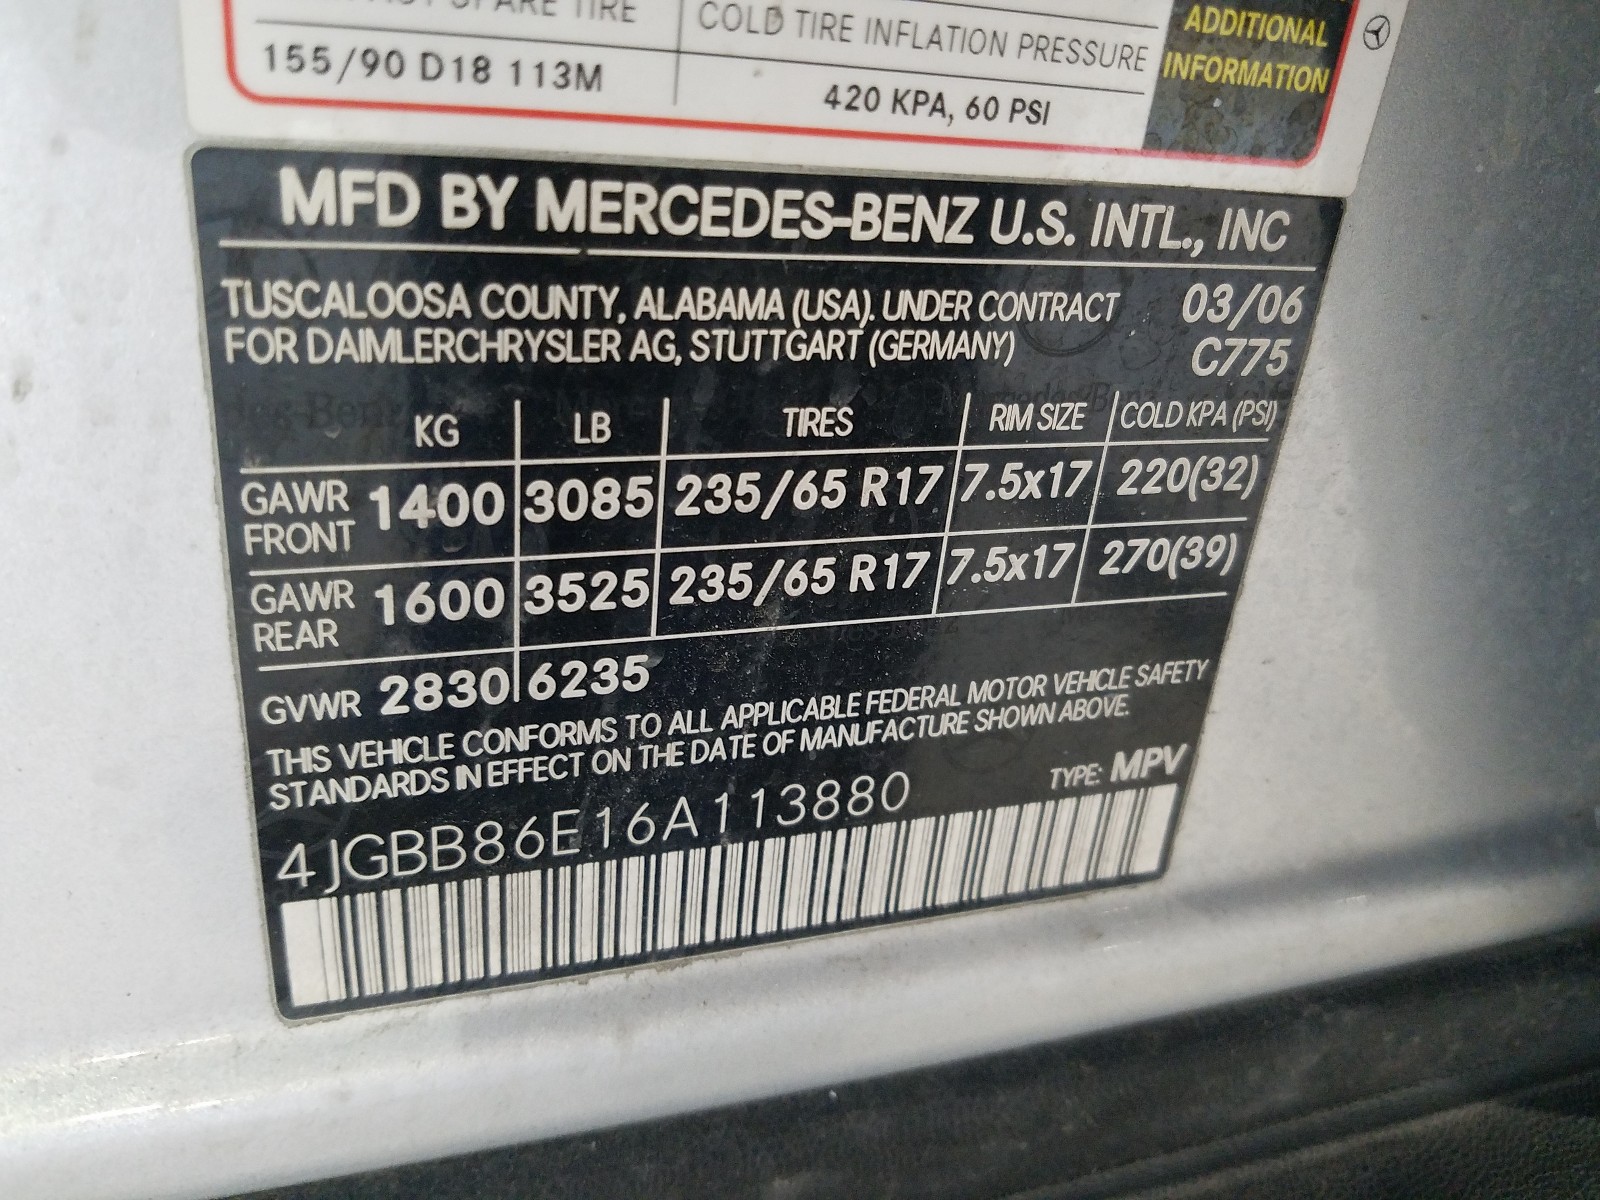 SPARE TIRE
COLD TIRE INFLATION PRESSURE
ADDITIONAL
INFORMATION
155/90 D18 113M
420 KPA, 60 PSI
MFD BY MERCEDES-BENZ U.S. INTL., INC
TUSCALOOSA COUNTY, ALABAMA (USA). UNDER CONTRACT 03/06
FOR DAIMLERCHRYSLER AG, STUTTGART (GERMANY) C775
KG LB TIRES RIM SIZE COLD KPA (PSI)
GAWR FRONT 1400 3085 235/65 R17 7.5x17 220(32)
GAWR REAR 1600 3525 235/65 R17 7.5x17 270(39)
GVWR 2830 6235
THIS VEHICLE CONFORMS TO ALL APPLICABLE FEDERAL MOTOR VEHICLE SAFETY
STANDARDS IN EFFECT ON THE DATE OF MANUFACTURE SHOWN ABOVE.
4JGBB86E16A113880 TYPE: MPV